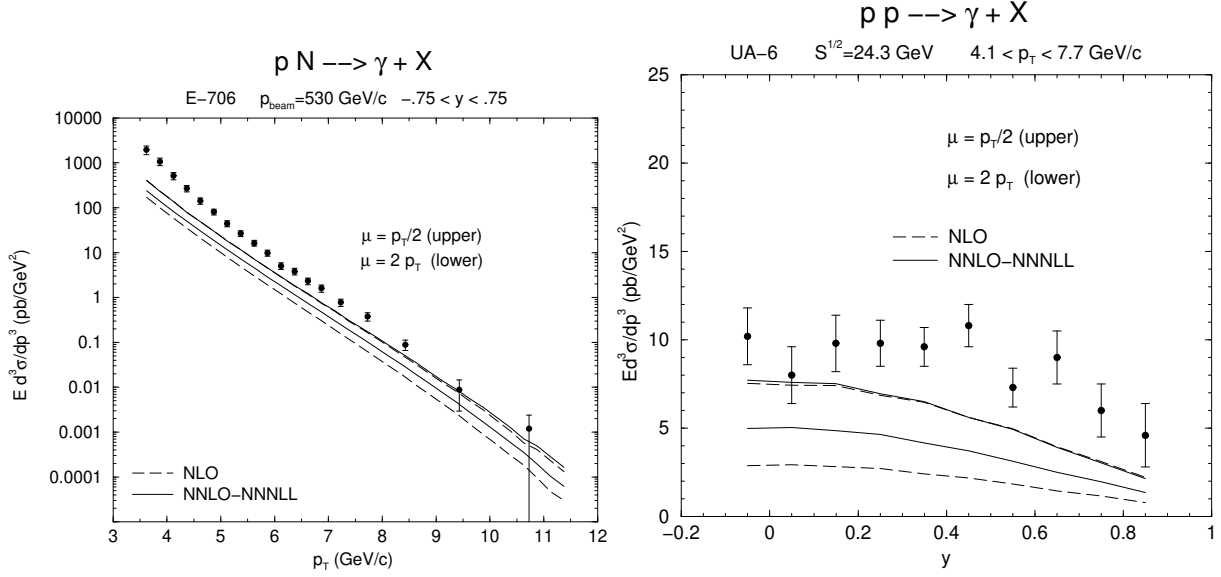 p N −−> γ + X
E−706 p_beam=530 GeV/c −.75 < y < .75
E d³σ/dp³ (pb/GeV²)
10000
1000
100
10
1
0.1
0.01
0.001
0.0001
μ = p_T/2 (upper)
μ = 2 p_T (lower)
NLO
NNLO−NNNLL
3 4 5 6 7 8 9 10 11 12
p_T (GeV/c)
p p −−> γ + X
UA−6 S^1/2=24.3 GeV 4.1 < p_T < 7.7 GeV/c
Ed³σ/dp³ (pb/GeV²)
25
20
15
10
5
0
μ = p_T/2 (upper)
μ = 2 p_T (lower)
NLO
NNLO−NNNLL
−0.2 0 0.2 0.4 0.6 0.8 1
y